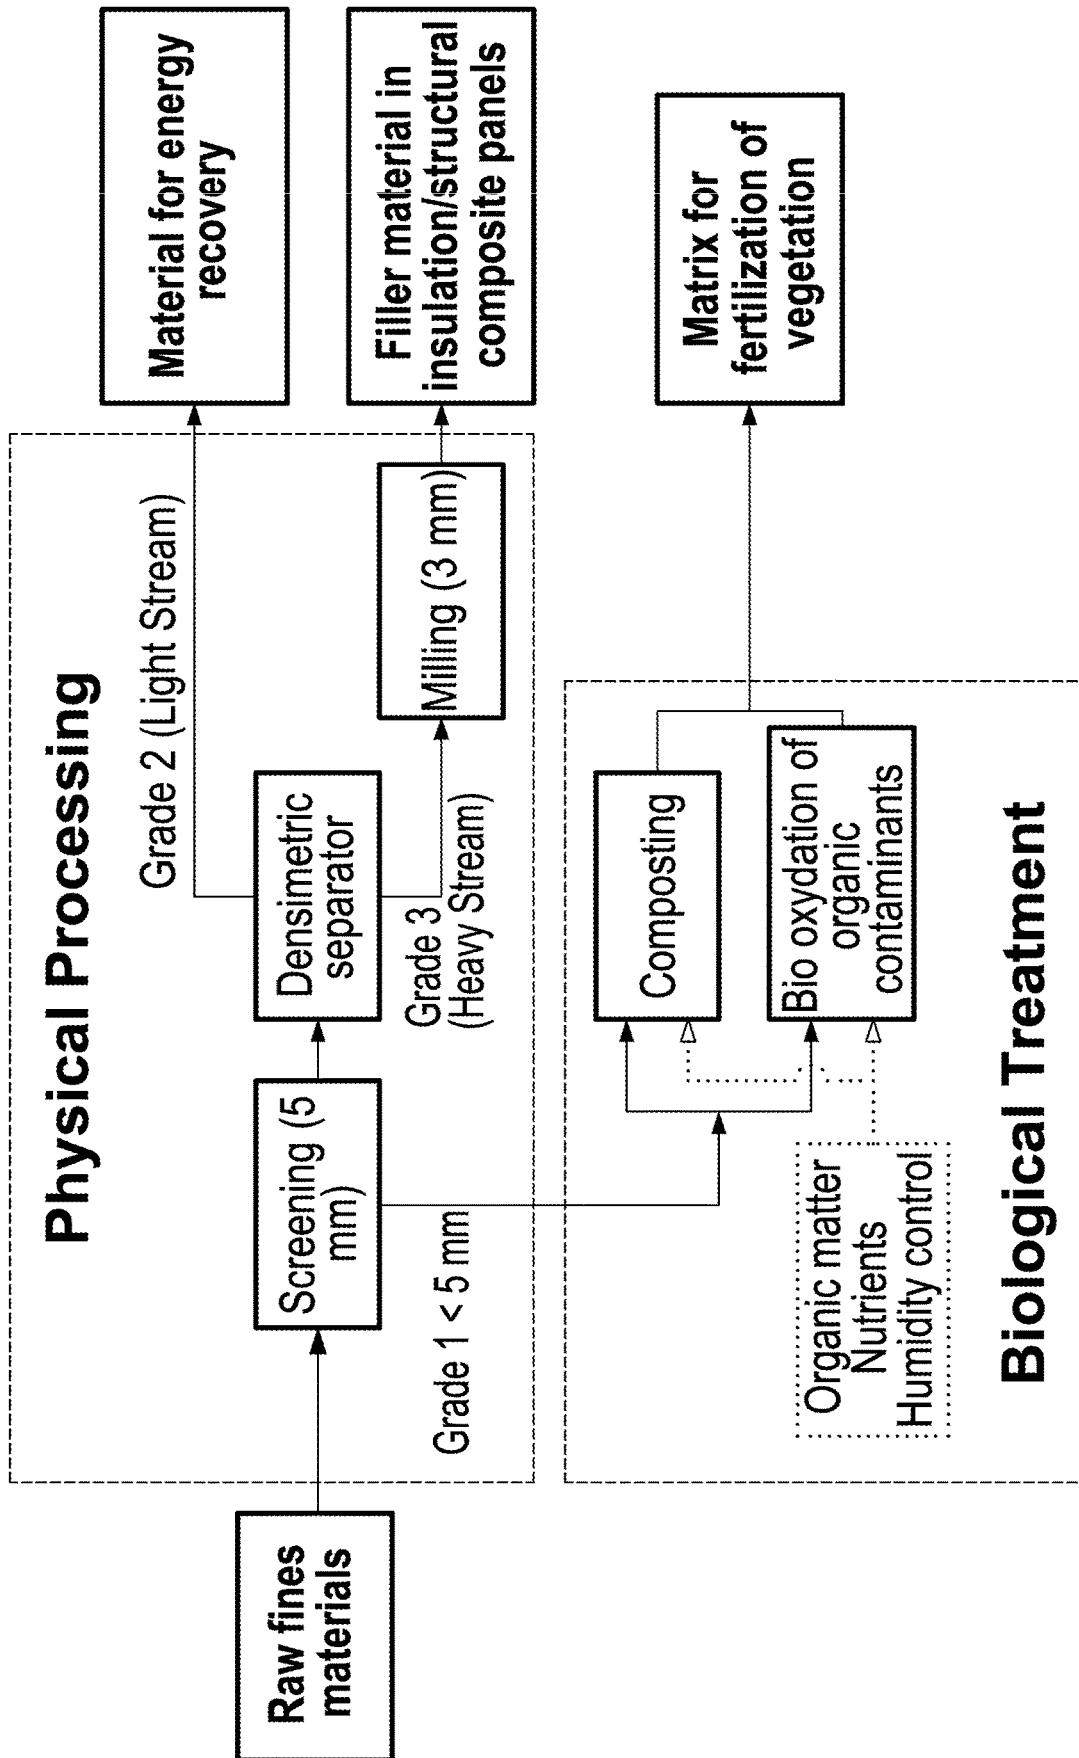 Physical Processing
Raw fines
materials
Screening (5
mm)
Grade 1 < 5 mm
Densimetric
separator
Grade 2 (Light Stream)
Grade 3
(Heavy Stream)
Milling (3 mm)
Material for energy
recovery
Filler material in
insulation/structural
composite panels
Organic matter
Nutrients
Humidity control
Composting
Bio oxydation of
organic
contaminants
Matrix for
fertilization of
vegetation
Biological Treatment